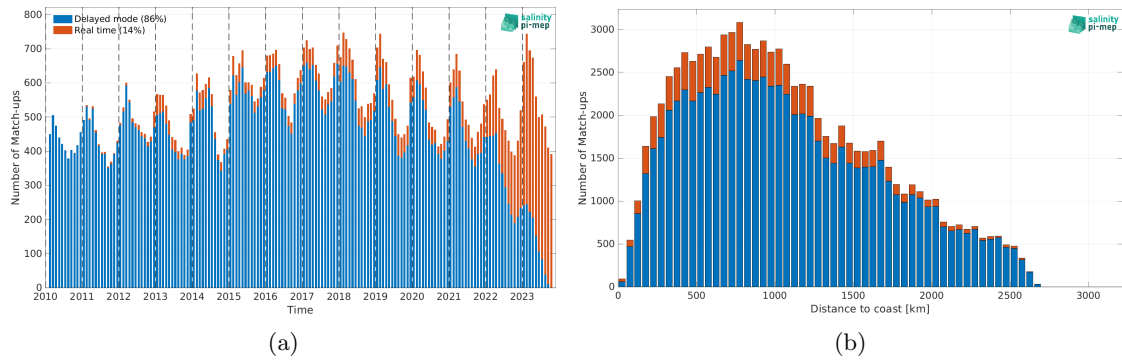 Delayed mode (86%)
Real time (14%)
salinity
pi-mep
Number of Match-ups
800
700
600
500
400
300
200
100
0
2010 2011 2012 2013 2014 2015 2016 2017 2018 2019 2020 2021 2022 2023
Time
(a)
salinity
pi-mep
Number of Match-ups
3000
2500
2000
1500
1000
500
0
0 500 1000 1500 2000 2500 3000
Distance to coast [km]
(b)